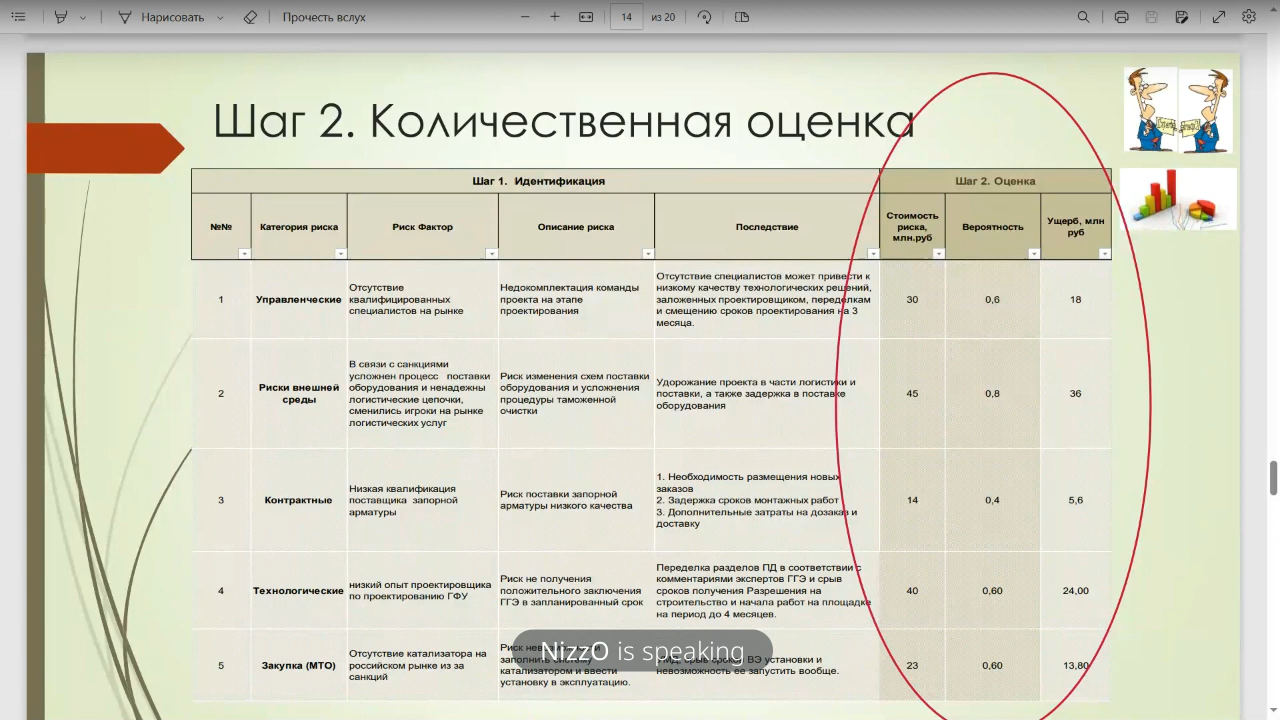 Нарисовать
Прочесть вслух
14
из 20
Шаг 2. Количественная оценка
Шаг 1. Идентификация
Шаг 2. Оценка
№№
Категория риска
Риск Фактор
Описание риска
Последствие
Стоимость
риска,
млн.руб
Вероятность
Ущерб, млн
руб
1
Управленческие
Отсутствие
квалифицированных
специалистов на рынке
Недокомплектация команды
проекта на этапе
проектирования
Отсутствие специалистов может привести к
низкому качеству технологических решений,
заложенных проектировщиком, переделкам
и смещению сроков проектирования на 3
месяца.
30
0,6
18
2
Риски внешней
среды
В связи с санкциями
усложнен процесс поставки
оборудования и ненадежны
логистические цепочки,
сменились игроки на рынке
логистических услуг
Риск изменения схем поставки
оборудования и усложнения
процедуры таможенной
очистки
Удорожание проекта в части логистики и
поставки, а также задержка в поставке
оборудования
45
0,8
36
3
Контрактные
Низкая квалификация
поставщика запорной
арматуры
Риск поставки запорной
арматуры низкого качества
1. Необходимость размещения новых
заказов
2. Задержка сроков монтажных работ
3. Дополнительные затраты на дозаказ и
доставку
14
0,4
5,6
4
Технологические
низкий опыт проектировщика
по проектированию ГФУ
Риск не получения
положительного заключения
ГГЭ в запланированный срок
Переделка разделов ПД в соответствии с
комментариями экспертов ГГЭ и срыв
сроков получения Разрешения на
строительство и начала работ на площадке
на период до 4 месяцев.
40
0,60
24,00
5
Закупка (МТО)
Отсутствие катализатора на
российском рынке из за
санкций
Риск
заполнить систему
катализатором и ввести
установку в эксплуатацию.
срыв ВЭ установки и
невозможность ее запустить вообще.
23
0,60
13,80
NizzO is speaking